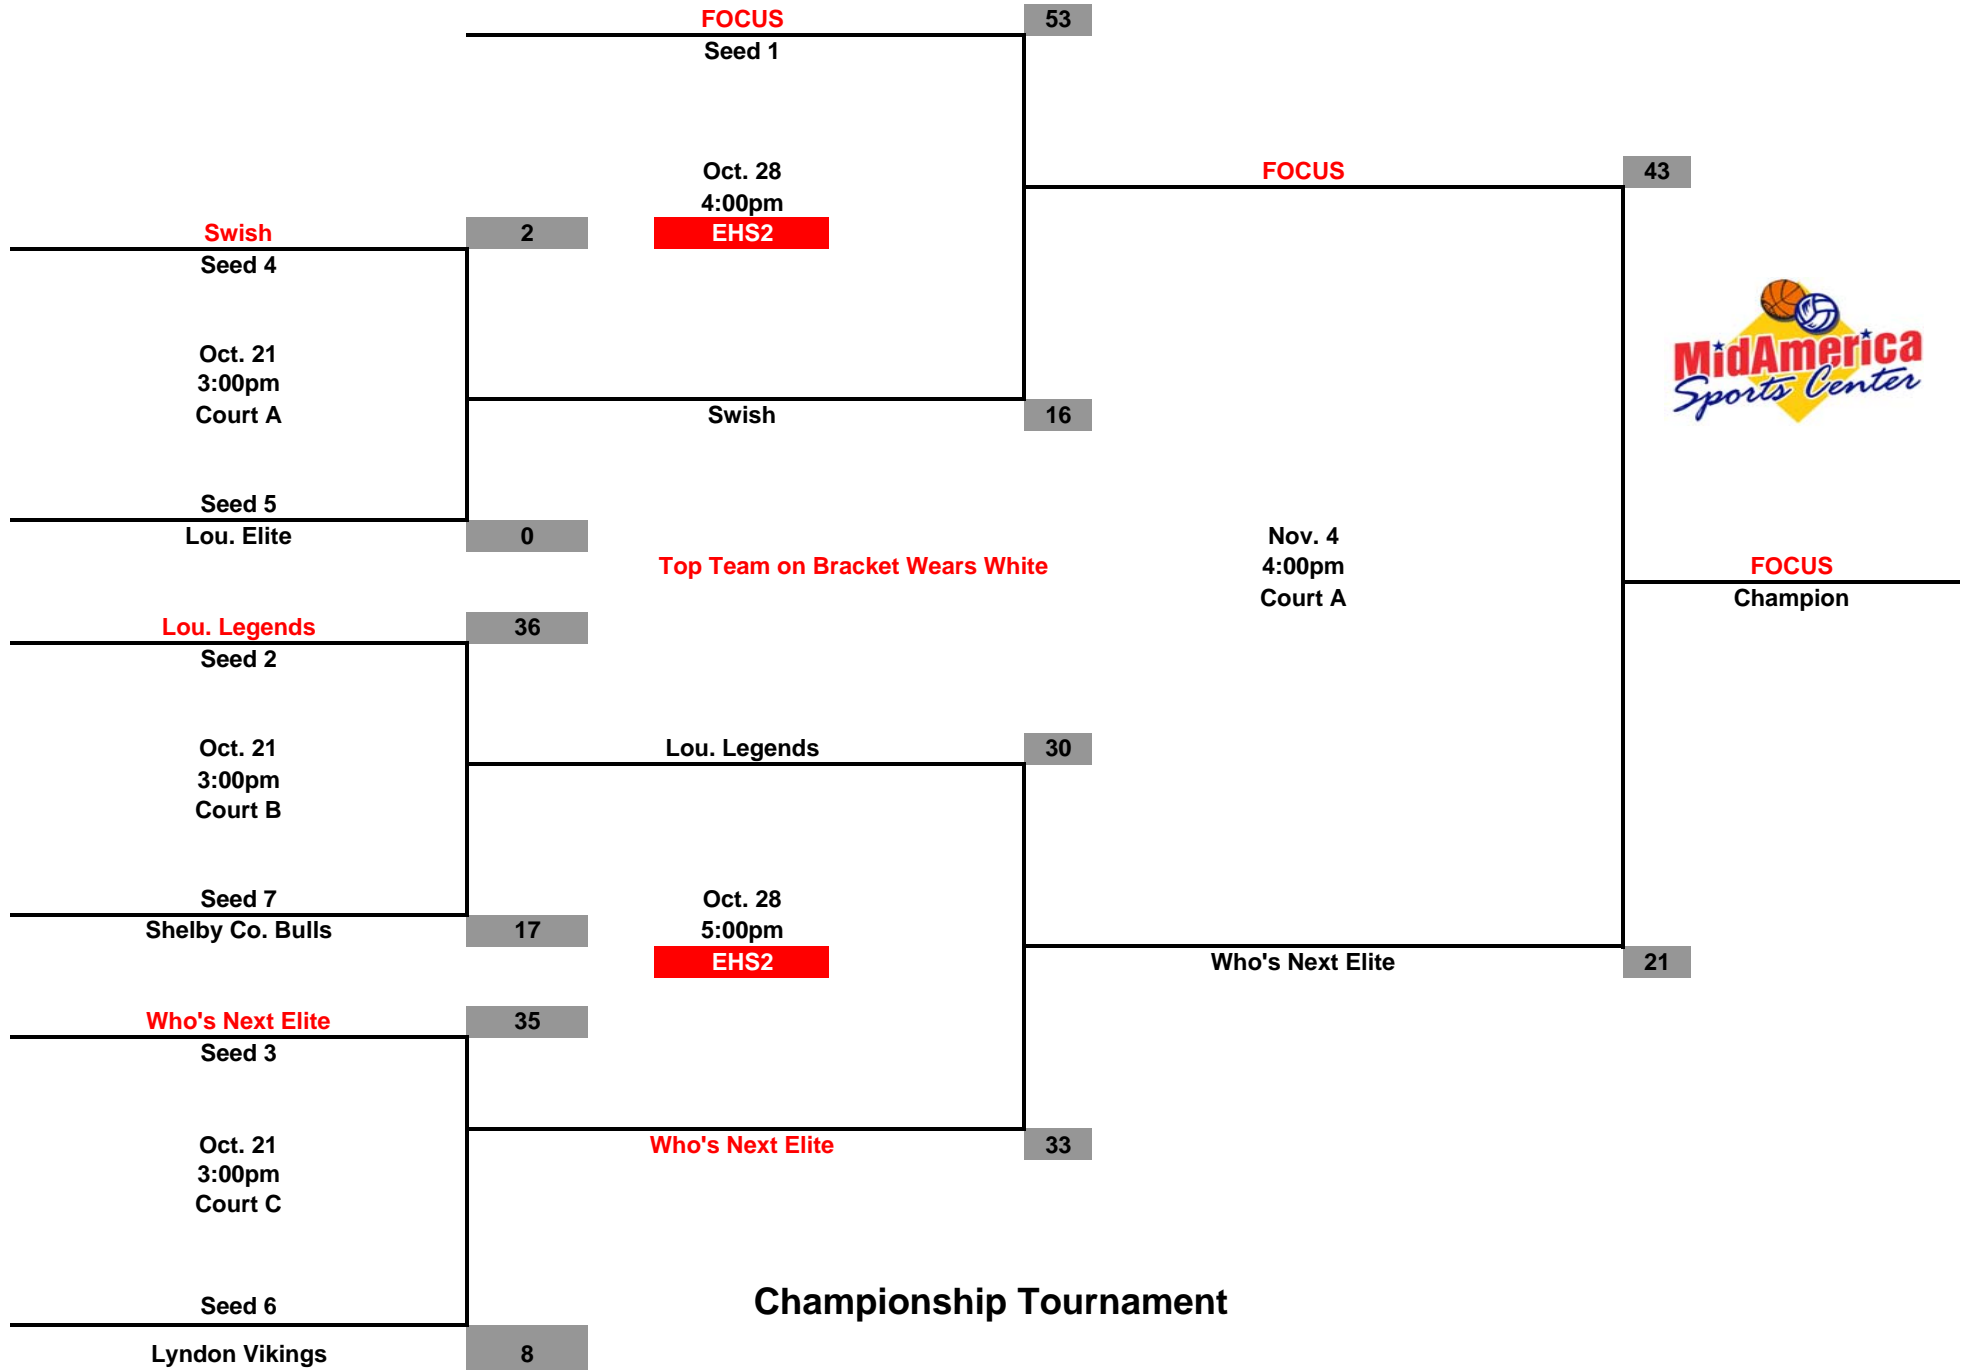 FOCUS 53
Seed 1
Oct. 28 FOCUS 43
4:00pm
Swish 2 EHS2
Seed 4
MidAmerica
Oct. 21
3:00pm Sports Center
Court A Swish 16
Seed 5
Lou. Elite 0 Nov. 4
Top Team on Bracket Wears White 4:00pm FOCUS
Court A Champion
Lou. Legends 36
Seed 2
Oct. 21 Lou. Legends 30
3:00pm
Court B
Seed 7 Oct. 28
Shelby Co. Bulls 17 5:00pm
EHS2 Who's Next Elite 21
Who's Next Elite 35
Seed 3
Oct. 21 Who's Next Elite 33
3:00pm
Court C
Seed 6 Championship Tournament
Lyndon Vikings 8